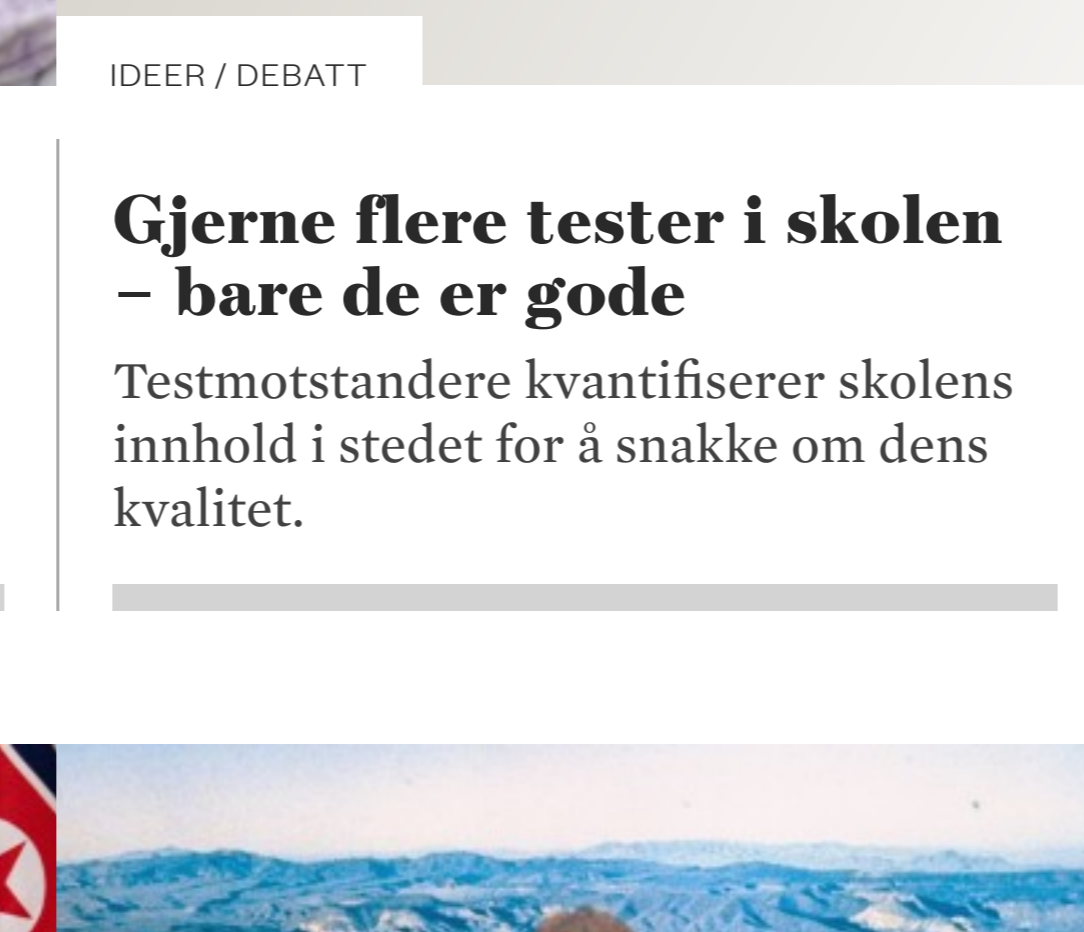 IDEER / DEBATT
Gjerne flere tester i skolen
– bare de er gode
Testmotstandere kvantifiserer skolens
innhold i stedet for å snakke om dens
kvalitet.